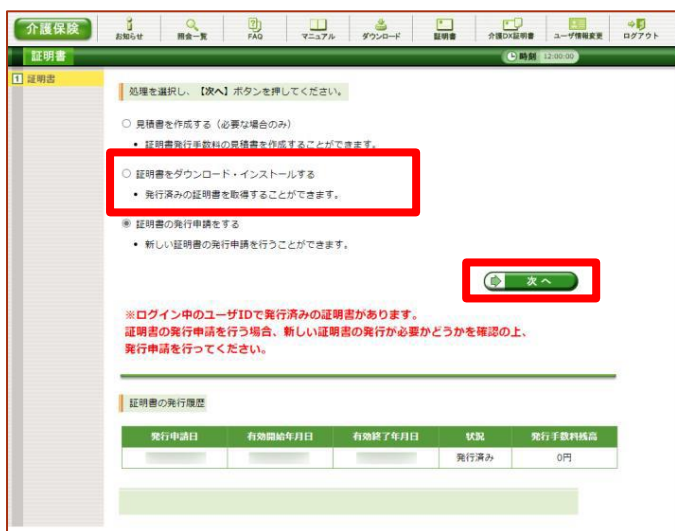 介護保険
お知らせ 照会一覧 FAQ マニュアル ダウンロード 証明書 介護DX証明書 ユーザ情報変更 ログアウト
証明書
時刻 12:00:00
1 証明書
処理を選択し、【次へ】ボタンを押してください。
見積書を作成する（必要な場合のみ）
• 証明書発行手数料の見積書を作成することができます。
証明書をダウンロード・インストールする
• 発行済みの証明書を取得することができます。
証明書の発行申請をする
• 新しい証明書の発行申請を行うことができます。
次へ
※ログイン中のユーザIDで発行済みの証明書があります。
証明書の発行申請を行う場合、新しい証明書の発行が必要かどうかを確認の上、
発行申請を行ってください。
証明書の発行履歴
発行申請日 有効開始年月日 有効終了年月日 状況 発行手数料残高
発行済み 0円